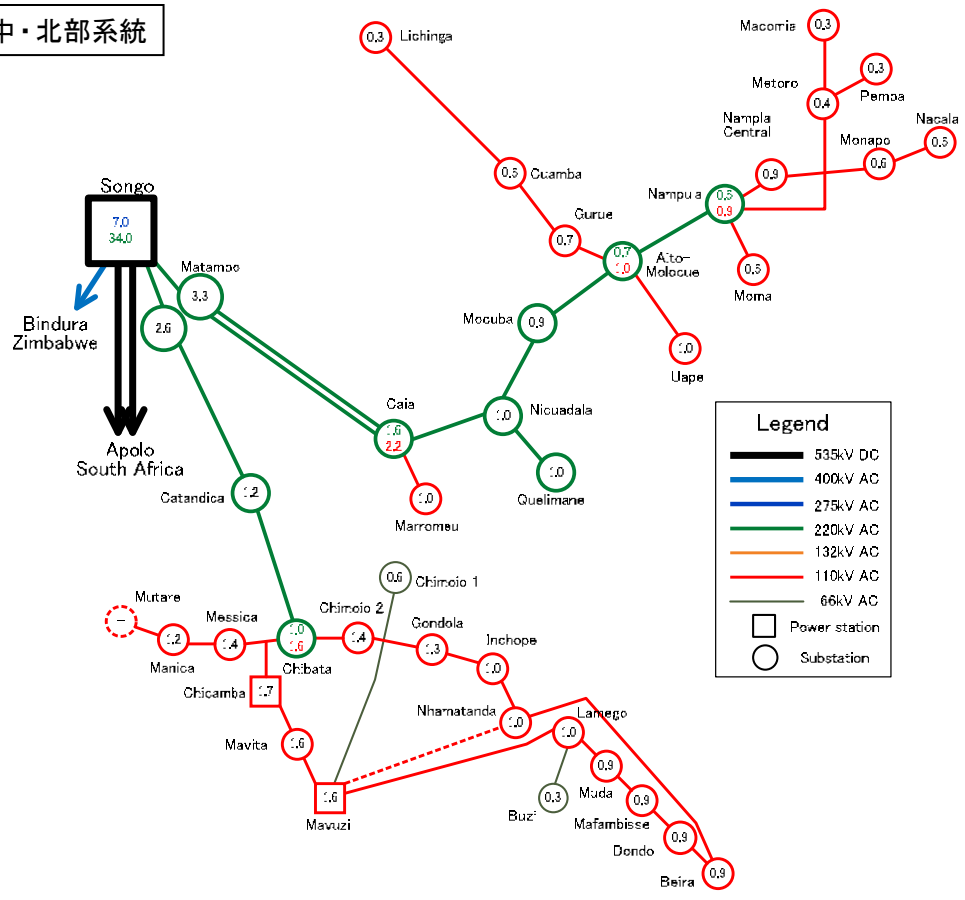 中・北部系統
Macomia
0.3
0.3
Lichinga
Metoro
0.3
0.4
Pemba
Nampla
Central
Nacala
Monapo
0.5
0.9
0.6
0.5
Cuamba
Songo
Nampula
0.5
0.9
Gurue
7.0
34.0
0.7
0.7
1.0
Alto-
Molocue
Matambo
0.5
Moma
3.3
Bindura
Zimbabwe
2.6
Mocuba
0.9
1.0
Uape
Caia
1.6
2.2
1.0
Nicuadala
Apolo
South Africa
1.0
Quelimane
Catandica
1.2
1.0
Marromeu
Legend
535kV DC
400kV AC
275kV AC
220kV AC
132kV AC
110kV AC
66kV AC
Power station
Substation
0.6
Chimoio 1
Mutare
–
Messica
Chimoio 2
1.2
1.4
1.0
1.6
1.4
Gondola
1.3
Inchope
Manica
Chibata
1.0
Chicamba
1.7
Nhamatanda
1.0
Lamego
1.0
Mavita
1.6
0.9
Muda
1.6
Mavuzi
0.3
Buzi
0.9
Mafambisse
0.9
Dondo
0.9
Beira